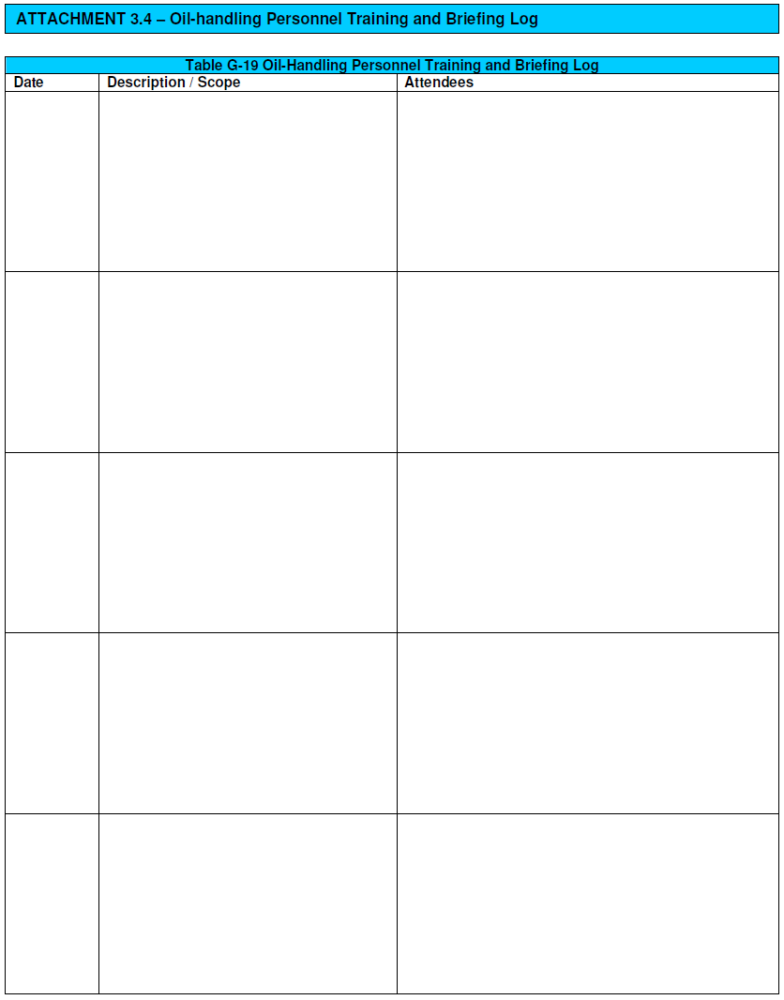 ATTACHMENT 3.4 – Oil-handling Personnel Training and Briefing Log
Table G-19 Oil-Handling Personnel Training and Briefing Log
Date Description / Scope Attendees